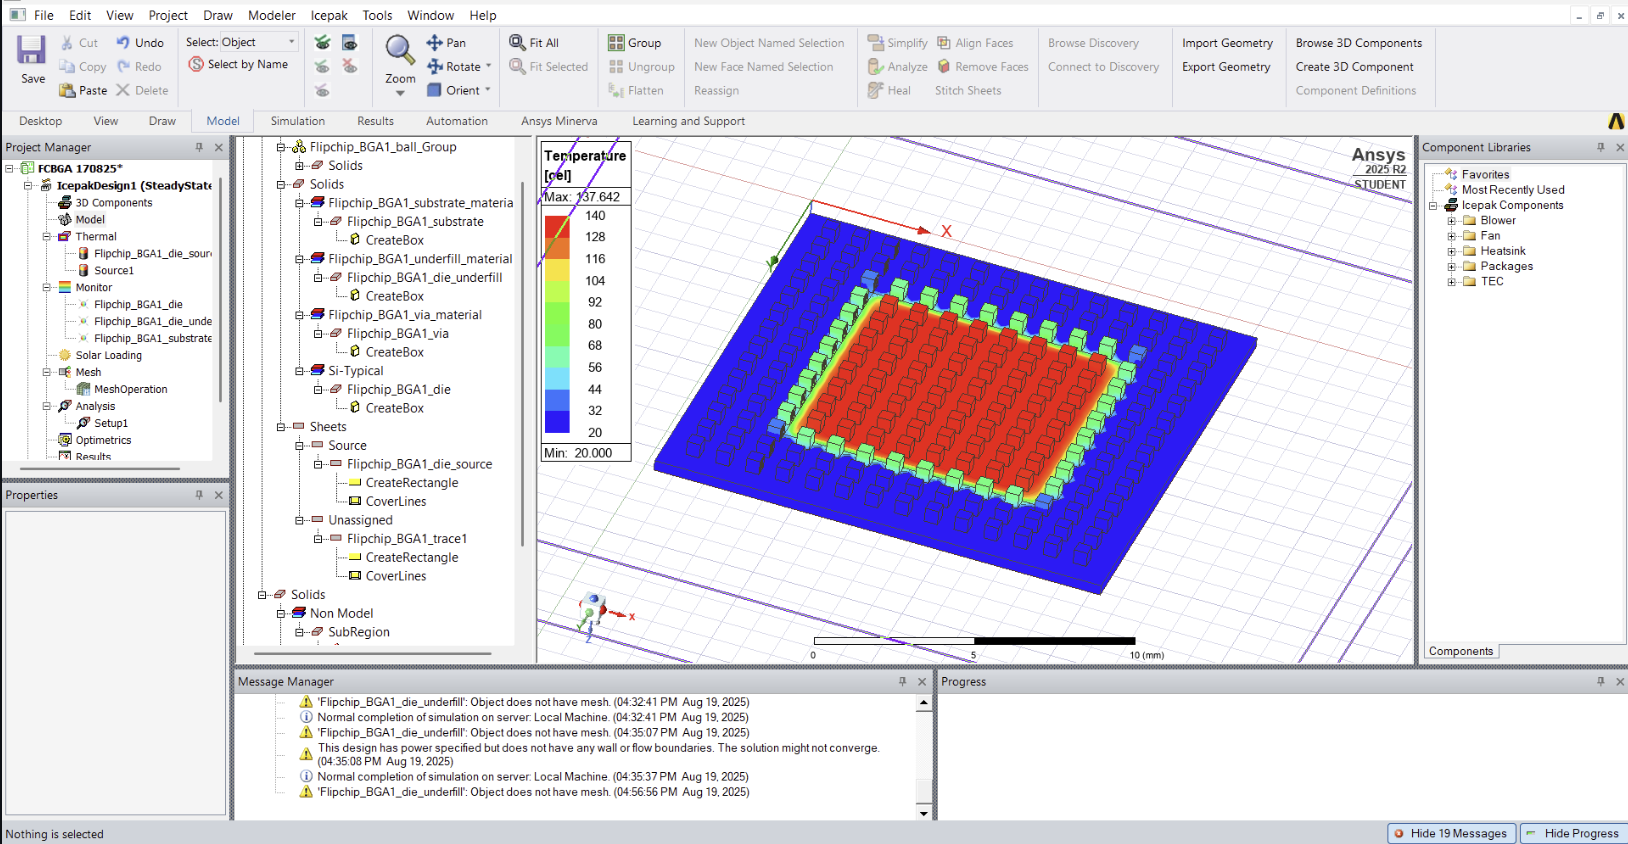 File Edit View Project Draw Modeler Icepak Tools Window Help
Save
Cut
Copy
Paste
Undo
Redo
Delete
Select: Object
Select by Name
Zoom
Pan
Rotate
Orient
Fit All
Fit Selected
Group
Ungroup
Flatten
New Object Named Selection
New Face Named Selection
Reassign
Simplify
Analyze
Heal
Align Faces
Remove Faces
Stitch Sheets
Browse Discovery
Connect to Discovery
Import Geometry
Export Geometry
Browse 3D Components
Create 3D Component
Component Definitions
Desktop View Draw Model Simulation Results Automation Ansys Minerva Learning and Support
Project Manager
FCBGA 170825*
IcepakDesign1 (SteadyState
3D Components
Model
Thermal
Flipchip_BGA1_die_sour
Source1
Monitor
Flipchip_BGA1_die
Flipchip_BGA1_die_unde
Flipchip_BGA1_substrate
Solar Loading
Mesh
MeshOperation
Analysis
Setup1
Optimetrics
Results
Properties
Flipchip_BGA1_ball_Group
Solids
Solids
Flipchip_BGA1_substrate_materia
Flipchip_BGA1_substrate
CreateBox
Flipchip_BGA1_underfill_material
Flipchip_BGA1_die_underfill
CreateBox
Flipchip_BGA1_via_material
Flipchip_BGA1_via
CreateBox
Si-Typical
Flipchip_BGA1_die
CreateBox
Sheets
Source
Flipchip_BGA1_die_source
CreateRectangle
CoverLines
Unassigned
Flipchip_BGA1_trace1
CreateRectangle
CoverLines
Solids
Non Model
SubRegion
Temperature
[cel]
Max: 137.642
140
128
116
104
92
80
68
56
44
32
20
Min: 20.000
Ansys
2025 R2
STUDENT
X
X
Z
0 5 10 (mm)
Component Libraries
Favorites
Most Recently Used
Icepak Components
Blower
Fan
Heatsink
Packages
TEC
Components
Message Manager
'Flipchip_BGA1_die_underfill': Object does not have mesh. (04:32:41 PM Aug 19, 2025)
Normal completion of simulation on server: Local Machine. (04:32:41 PM Aug 19, 2025)
'Flipchip_BGA1_die_underfill': Object does not have mesh. (04:35:07 PM Aug 19, 2025)
This design has power specified but does not have any wall or flow boundaries. The solution might not converge.
(04:35:08 PM Aug 19, 2025)
Normal completion of simulation on server: Local Machine. (04:35:37 PM Aug 19, 2025)
'Flipchip_BGA1_die_underfill': Object does not have mesh. (04:56:56 PM Aug 19, 2025)
Progress
Nothing is selected
Hide 19 Messages
Hide Progress